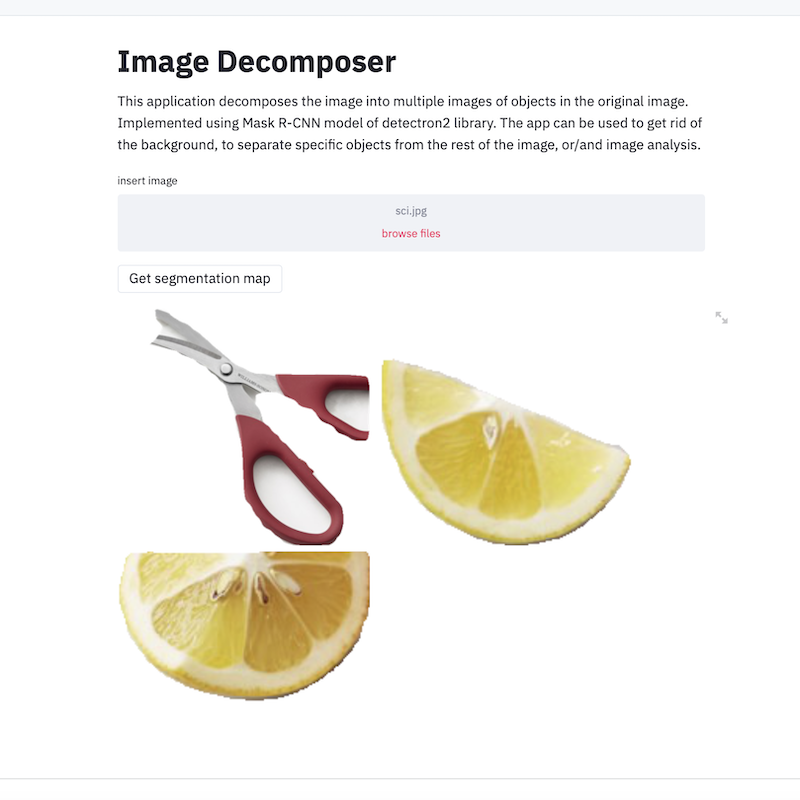 Image Decomposer
This application decomposes the image into multiple images of objects in the original image.
Implemented using Mask R-CNN model of detectron2 library. The app can be used to get rid of
the background, to separate specific objects from the rest of the image, or/and image analysis.
insert image
sci.jpg
browse files
Get segmentation map